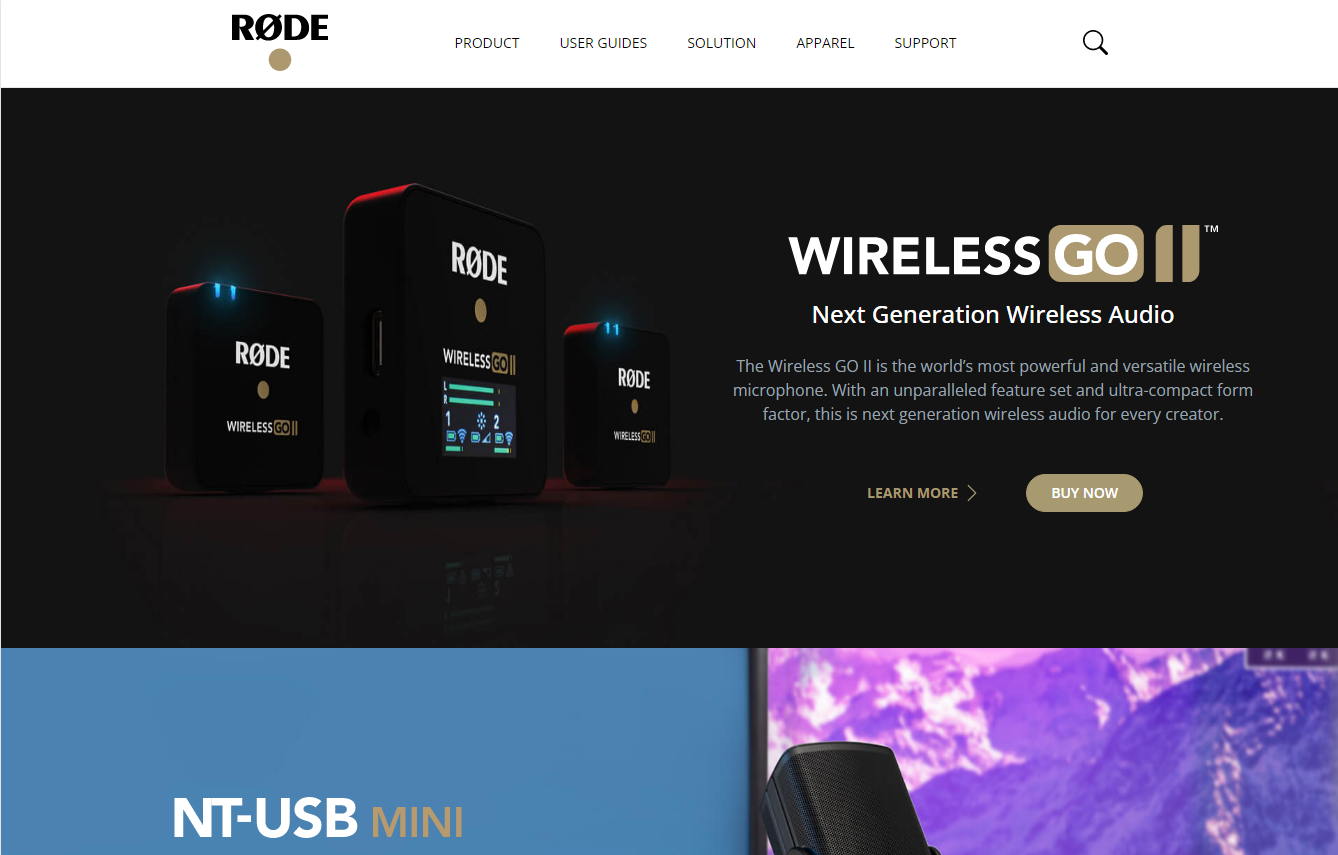 RØDE
PRODUCT
USER GUIDES
SOLUTION
APPAREL
SUPPORT
RØDE
WIRELESS GO II
L
R
1
2
RØDE
WIRELESS GO II
RØDE
WIRELESS GO II
WIRELESS GO II™
Next Generation Wireless Audio
The Wireless GO II is the world’s most powerful and versatile wireless
microphone. With an unparalleled feature set and ultra-compact form
factor, this is next generation wireless audio for every creator.
LEARN MORE
BUY NOW
NT-USB MINI